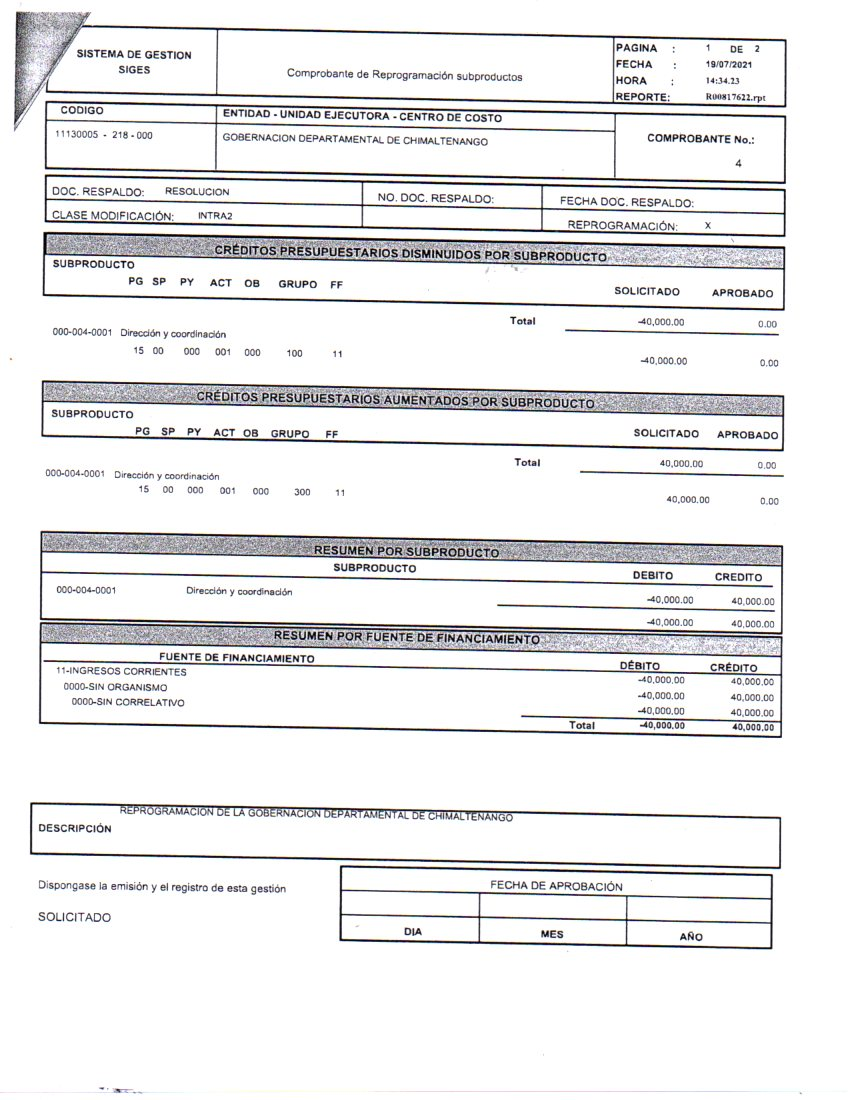 SISTEMA DE GESTION
SIGES
Comprobante de Reprogramación subproductos
PAGINA : 1 DE 2
FECHA : 19/07/2021
HORA : 14:34.23
REPORTE: R00817622.rpt
CODIGO
ENTIDAD - UNIDAD EJECUTORA - CENTRO DE COSTO
11130005 - 218 - 000
GOBERNACION DEPARTAMENTAL DE CHIMALTENANGO
COMPROBANTE No.:
4
DOC. RESPALDO: RESOLUCION
NO. DOC. RESPALDO:
FECHA DOC. RESPALDO:
CLASE MODIFICACIÓN: INTRA2
REPROGRAMACIÓN: X
CRÉDITOS PRESUPUESTARIOS DISMINUIDOS POR SUBPRODUCTO
SUBPRODUCTO
PG SP PY ACT OB GRUPO FF
SOLICITADO APROBADO
Total -40,000.00 0.00
000-004-0001 Dirección y coordinación
15 00 000 001 000 100 11 -40,000.00 0.00
CRÉDITOS PRESUPUESTARIOS AUMENTADOS POR SUBPRODUCTO
SUBPRODUCTO
PG SP PY ACT OB GRUPO FF SOLICITADO APROBADO
Total 40,000.00 0.00
000-004-0001 Dirección y coordinación
15 00 000 001 000 300 11 40,000.00 0.00
RESUMEN POR SUBPRODUCTO
SUBPRODUCTO DEBITO CREDITO
000-004-0001 Dirección y coordinación -40,000.00 40,000.00
-40,000.00 40,000.00
RESUMEN POR FUENTE DE FINANCIAMIENTO
FUENTE DE FINANCIAMIENTO DÉBITO CRÉDITO
11-INGRESOS CORRIENTES -40,000.00 40,000.00
0000-SIN ORGANISMO -40,000.00 40,000.00
0000-SIN CORRELATIVO -40,000.00 40,000.00
Total -40,000.00 40,000.00
REPROGRAMACION DE LA GOBERNACION DEPARTAMENTAL DE CHIMALTENANGO
DESCRIPCIÓN
Dispongase la emisión y el registro de esta gestión
FECHA DE APROBACIÓN
SOLICITADO
DIA MES AÑO